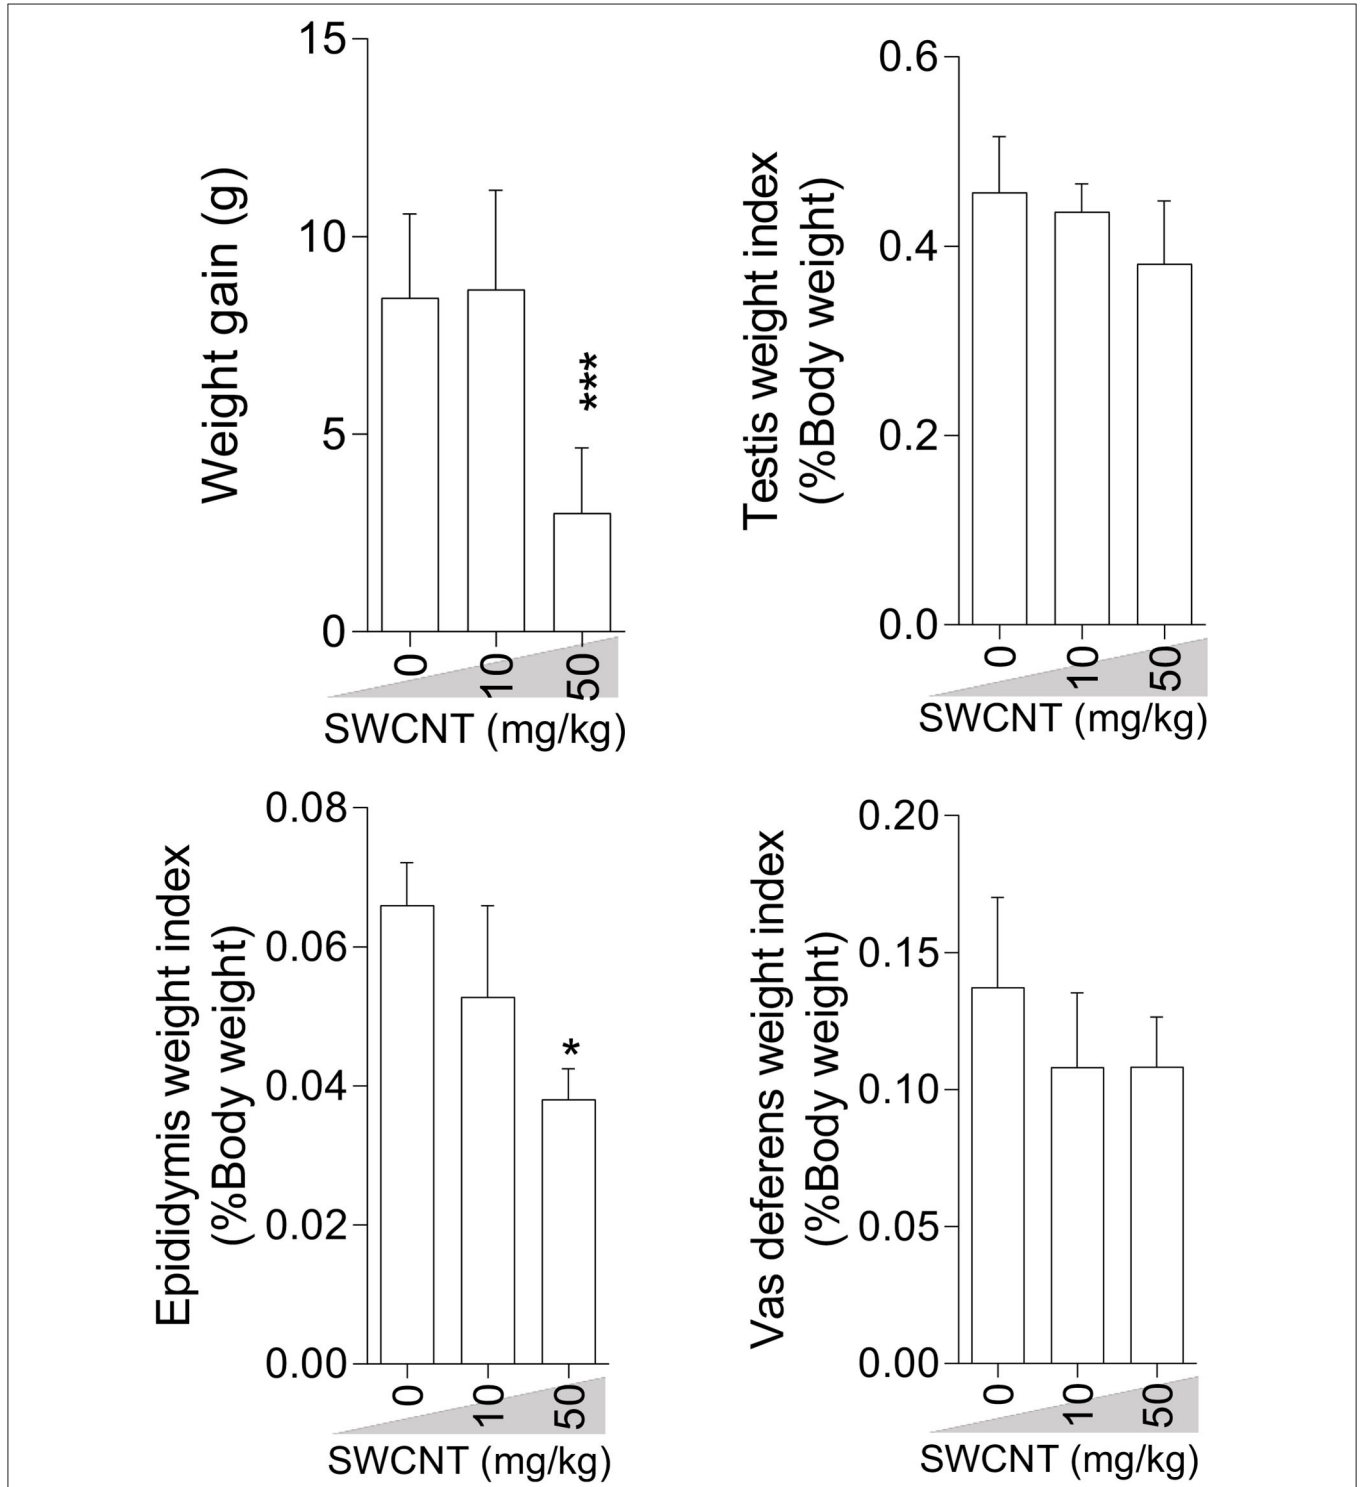 Weight gain (g)
15
10
5
0
***
0
10
50
SWCNT (mg/kg)
Testis weight index
(%Body weight)
0.6
0.4
0.2
0.0
0
10
50
SWCNT (mg/kg)
Epididymis weight index
(%Body weight)
0.08
0.06
0.04
0.02
0.00
*
0
10
50
SWCNT (mg/kg)
Vas deferens weight index
(%Body weight)
0.20
0.15
0.10
0.05
0.00
0
10
50
SWCNT (mg/kg)